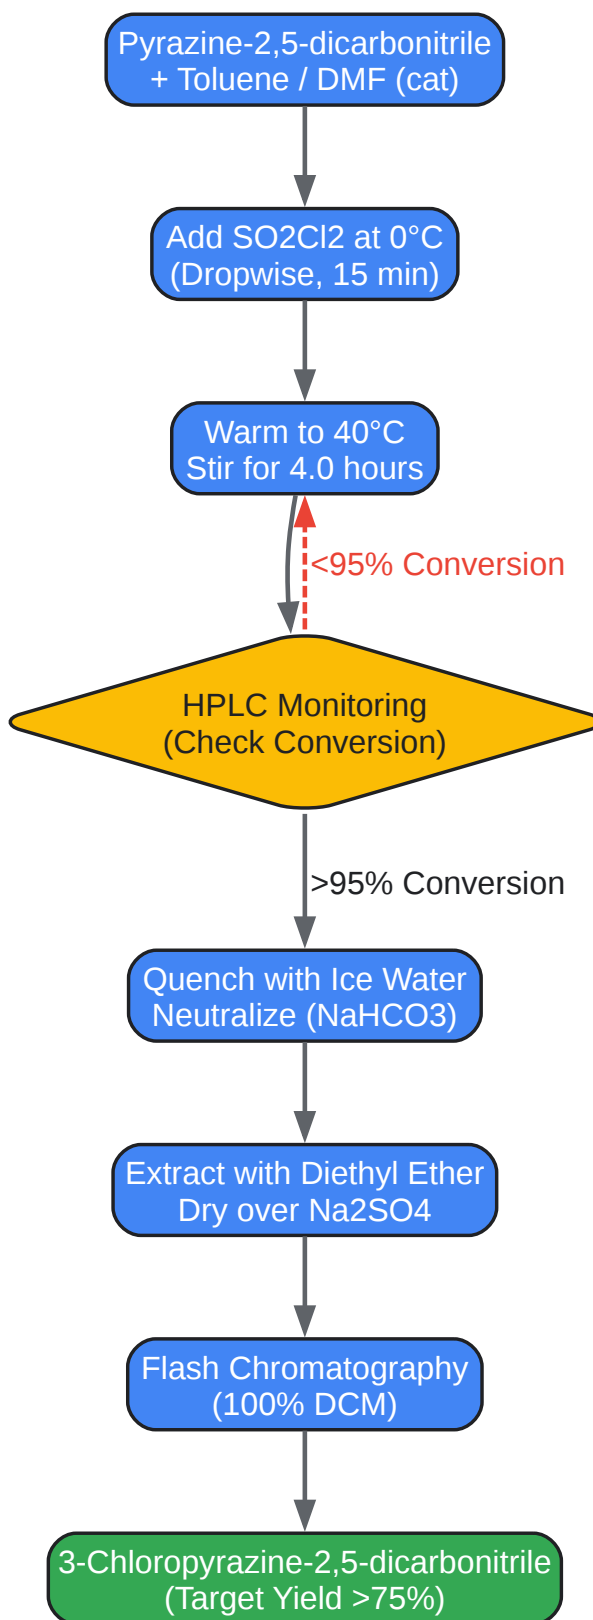 Pyrazine-2,5-dicarbonitrile
+ Toluene / DMF (cat)
Add SO2Cl2 at 0°C
(Dropwise, 15 min)
Warm to 40°C
Stir for 4.0 hours
<95% Conversion
HPLC Monitoring
(Check Conversion)
>95% Conversion
Quench with Ice Water
Neutralize (NaHCO3)
Extract with Diethyl Ether
Dry over Na2SO4
Flash Chromatography
(100% DCM)
3-Chloropyrazine-2,5-dicarbonitrile
(Target Yield >75%)